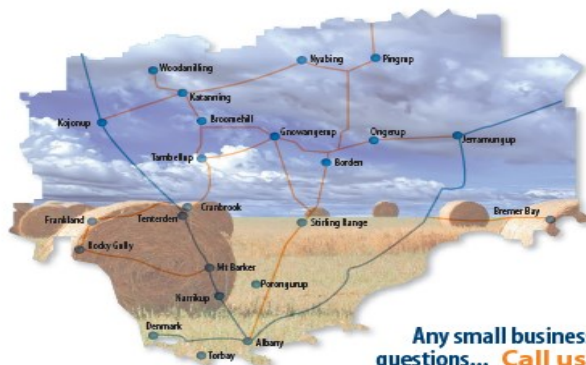 Nyabing
Pingrup
Woodanilling
Katanning
Kojonup
Broomehill
Gnowangerup
Ongerup
Jerramungup
Tambellup
Borden
Cranbrook
Frankland
Tenterden
Stirling Range
Bremer Bay
Rocky Gully
Mt Barker
Porongurup
Narrikup
Denmark
Albany
Torbay
Any small busines
questions... Call us